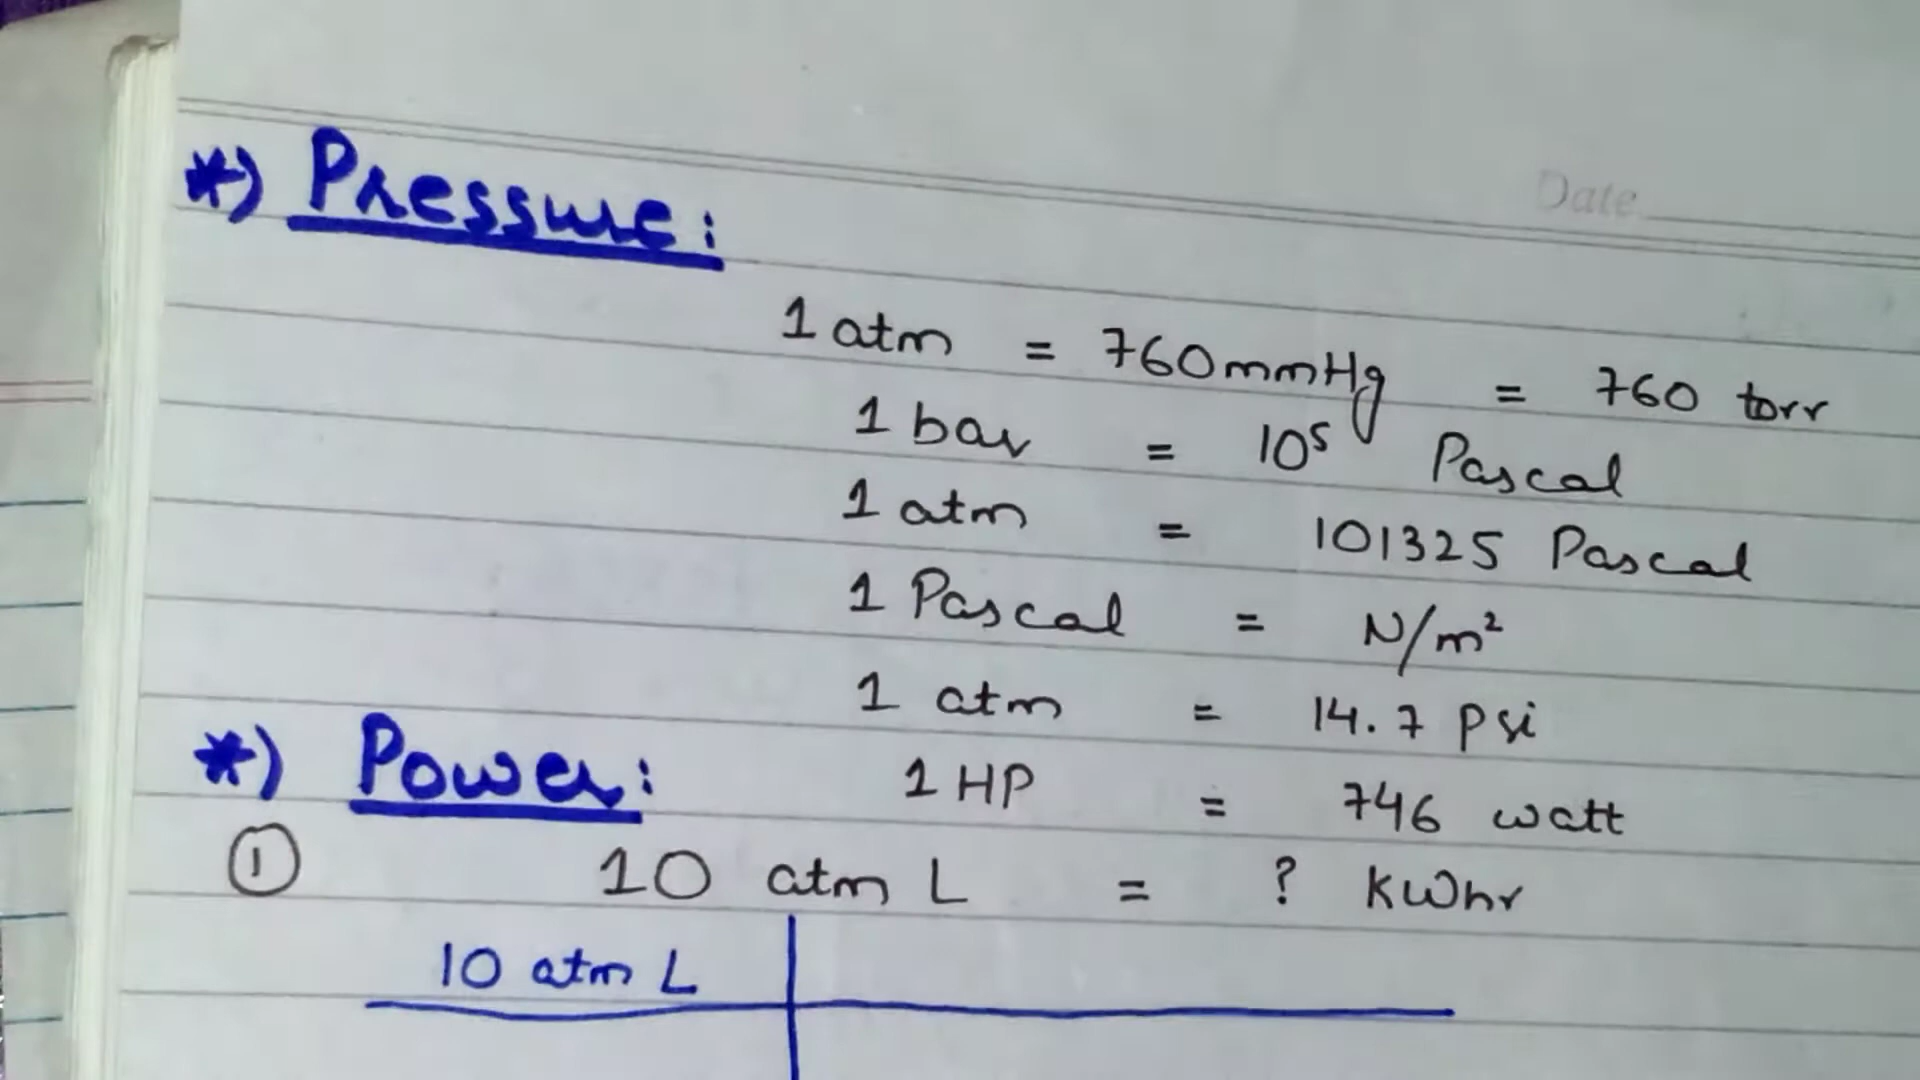 Date
*) Pressure:
1 atm = 760mmHg = 760 torr
1 bar = 10⁵ Pascal
1 atm = 101325 Pascal
1 Pascal = N/m²
1 atm = 14.7 psi
*) Power: 1 HP = 746 watt
① 10 atm L = ? KWhr
10 atm L